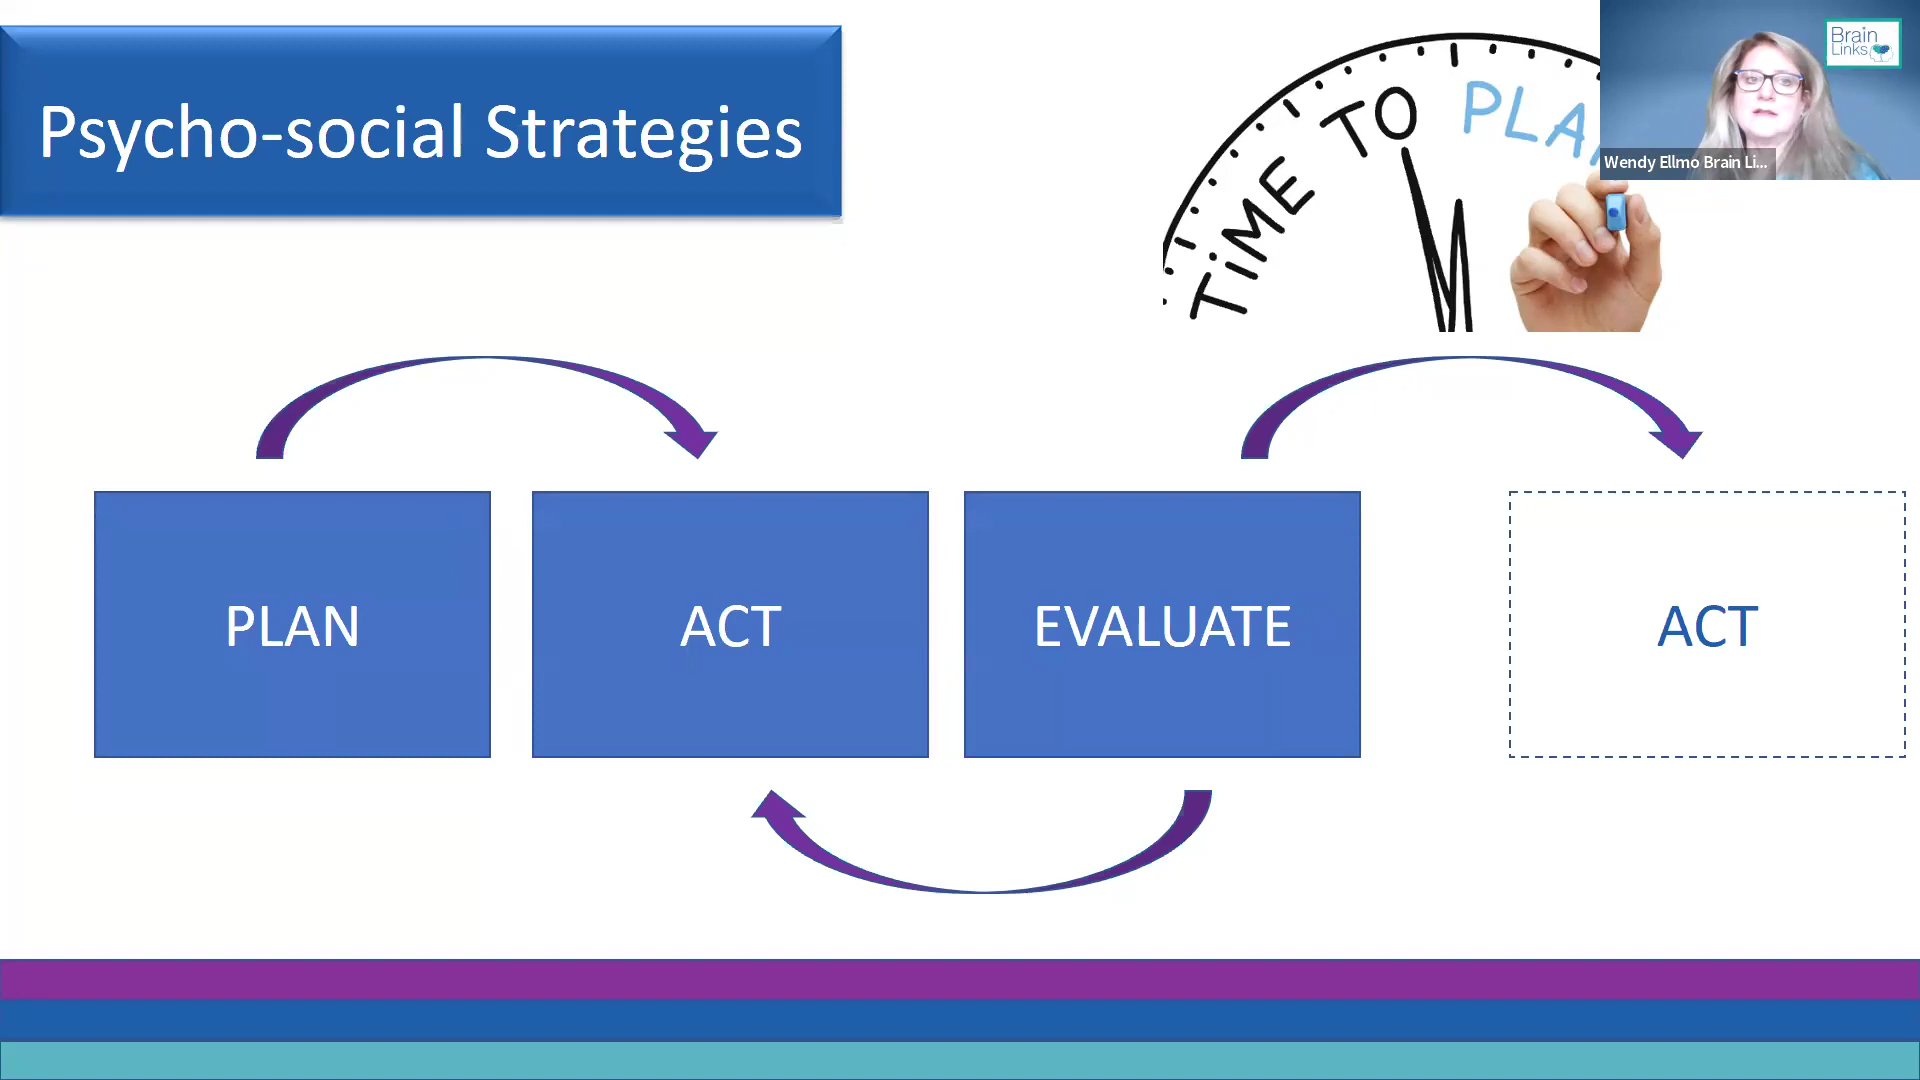 Psycho-social Strategies
TiME TO PLA
Brain
Links
Wendy Ellmo Brain Li...
PLAN
ACT
EVALUATE
ACT